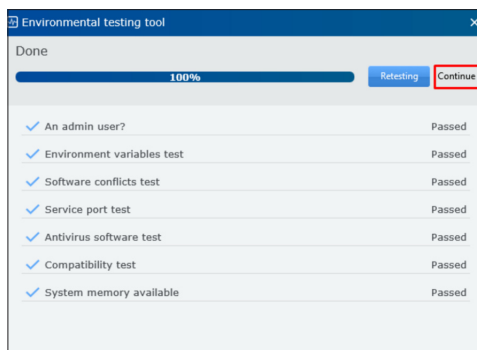 Environmental testing tool
Done
100%
Retesting
Continue
An admin user? Passed
Environment variables test Passed
Software conflicts test Passed
Service port test Passed
Antivirus software test Passed
Compatibility test Passed
System memory available Passed